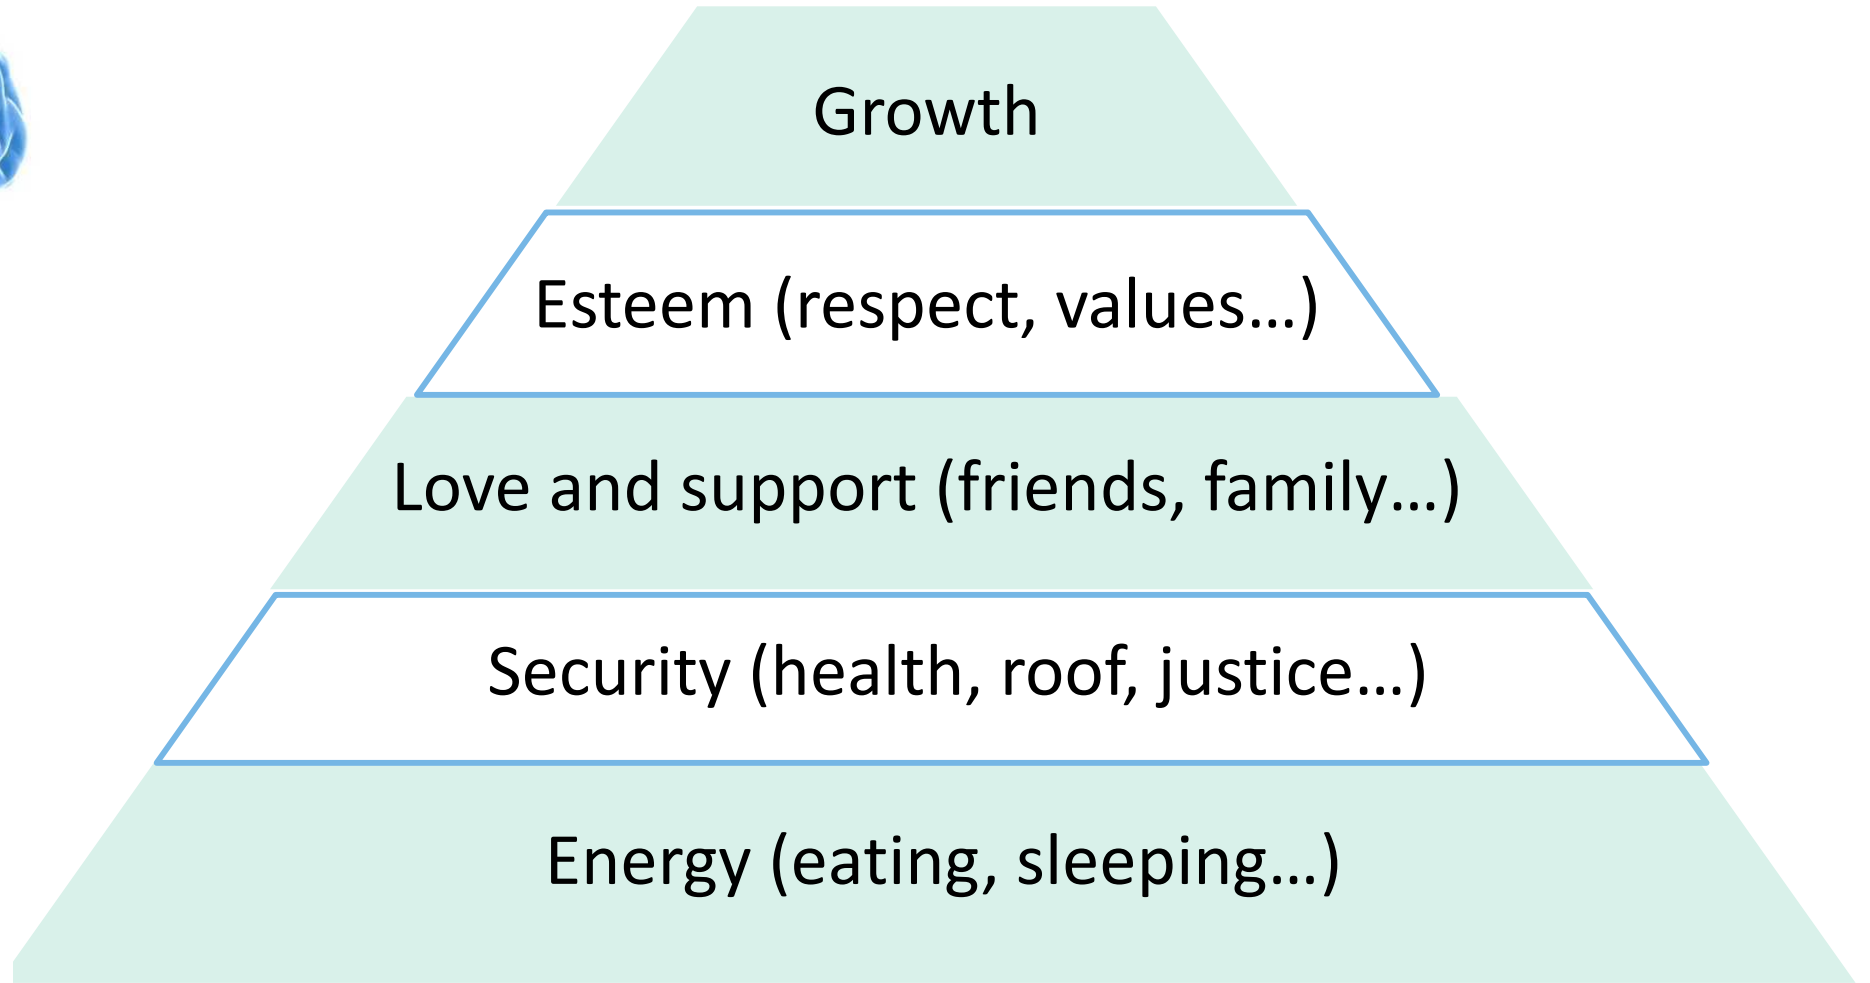 Growth
Esteem (respect, values…)
Love and support (friends, family…)
Security (health, roof, justice…)
Energy (eating, sleeping…)